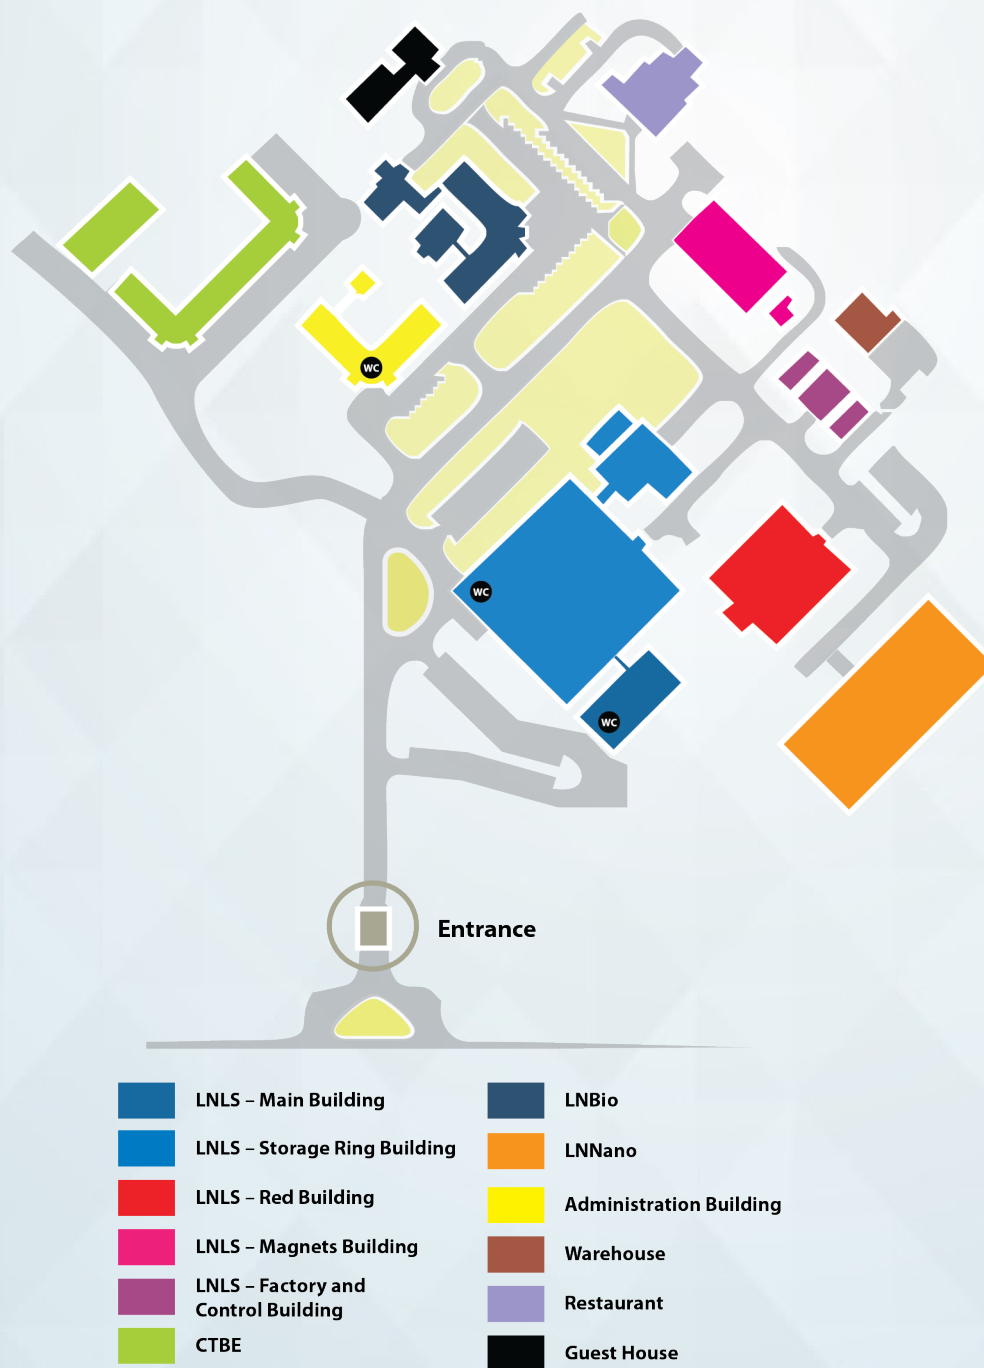 WC
WC
WC
Entrance
LNLS – Main Building
LNLS – Storage Ring Building
LNLS – Red Building
LNLS – Magnets Building
LNLS – Factory and
Control Building
CTBE
LNBio
LNNano
Administration Building
Warehouse
Restaurant
Guest House